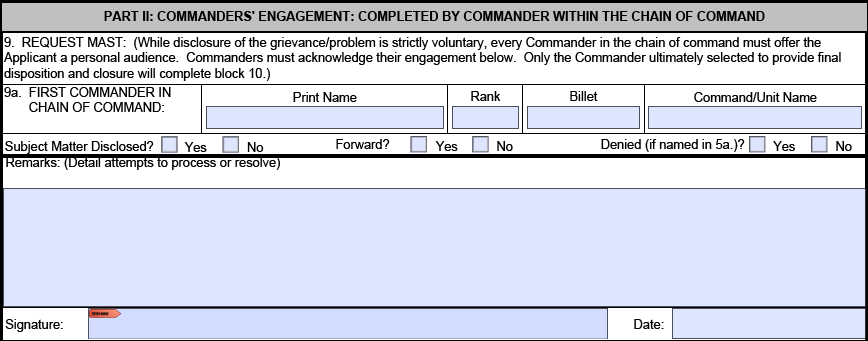 PART II: COMMANDERS' ENGAGEMENT: COMPLETED BY COMMANDER WITHIN THE CHAIN OF COMMAND
9. REQUEST MAST: (While disclosure of the grievance/problem is strictly voluntary, every Commander in the chain of command must offer the
Applicant a personal audience. Commanders must acknowledge their engagement below. Only the Commander ultimately selected to provide final
disposition and closure will complete block 10.)
9a. FIRST COMMANDER IN
CHAIN OF COMMAND:
Print Name
Rank
Billet
Command/Unit Name
Subject Matter Disclosed? Yes No Forward? Yes No Denied (if named in 5a.)? Yes No
Remarks: (Detail attempts to process or resolve)
Signature: Date: